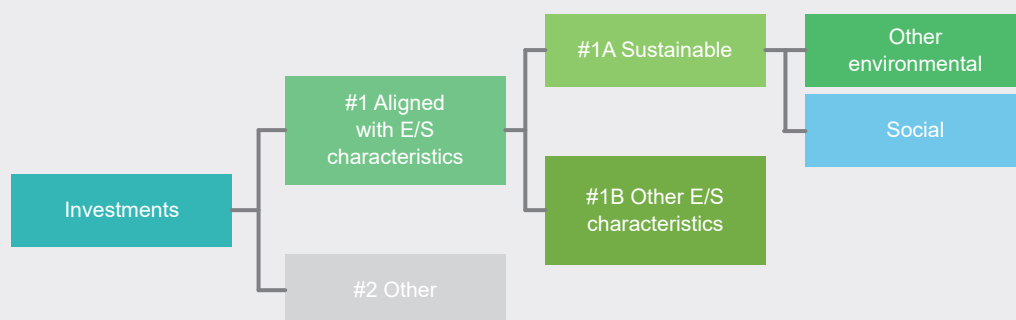 Investments
#1 Aligned
with E/S
characteristics
#2 Other
#1A Sustainable
#1B Other E/S
characteristics
Other
environmental
Social